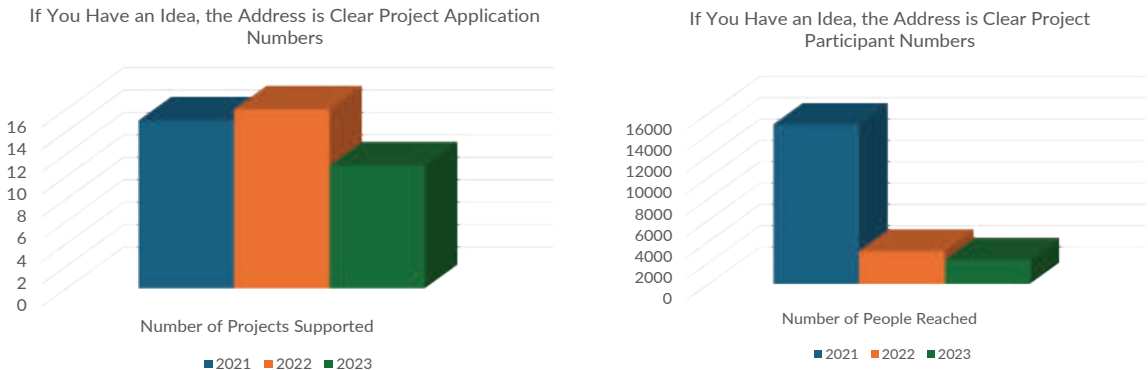 If You Have an Idea, the Address is Clear Project Application
Numbers
16
14
12
10
8
6
4
2
0
Number of Projects Supported
2021 2022 2023
If You Have an Idea, the Address is Clear Project
Participant Numbers
16000
14000
12000
10000
8000
6000
4000
2000
0
Number of People Reached
2021 2022 2023